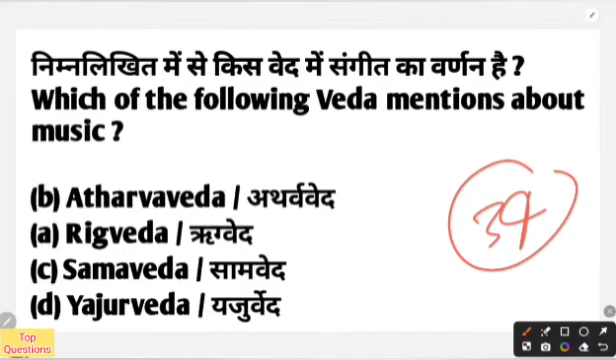 निम्नलिखित में से किस वेद में संगीत का वर्णन है ?
Which of the following Veda mentions about
music ?
(b) Atharvaveda / अथर्ववेद
(a) Rigveda / ऋग्वेद
(c) Samaveda / सामवेद
(d) Yajurveda / यजुर्वेद
Top
Questions